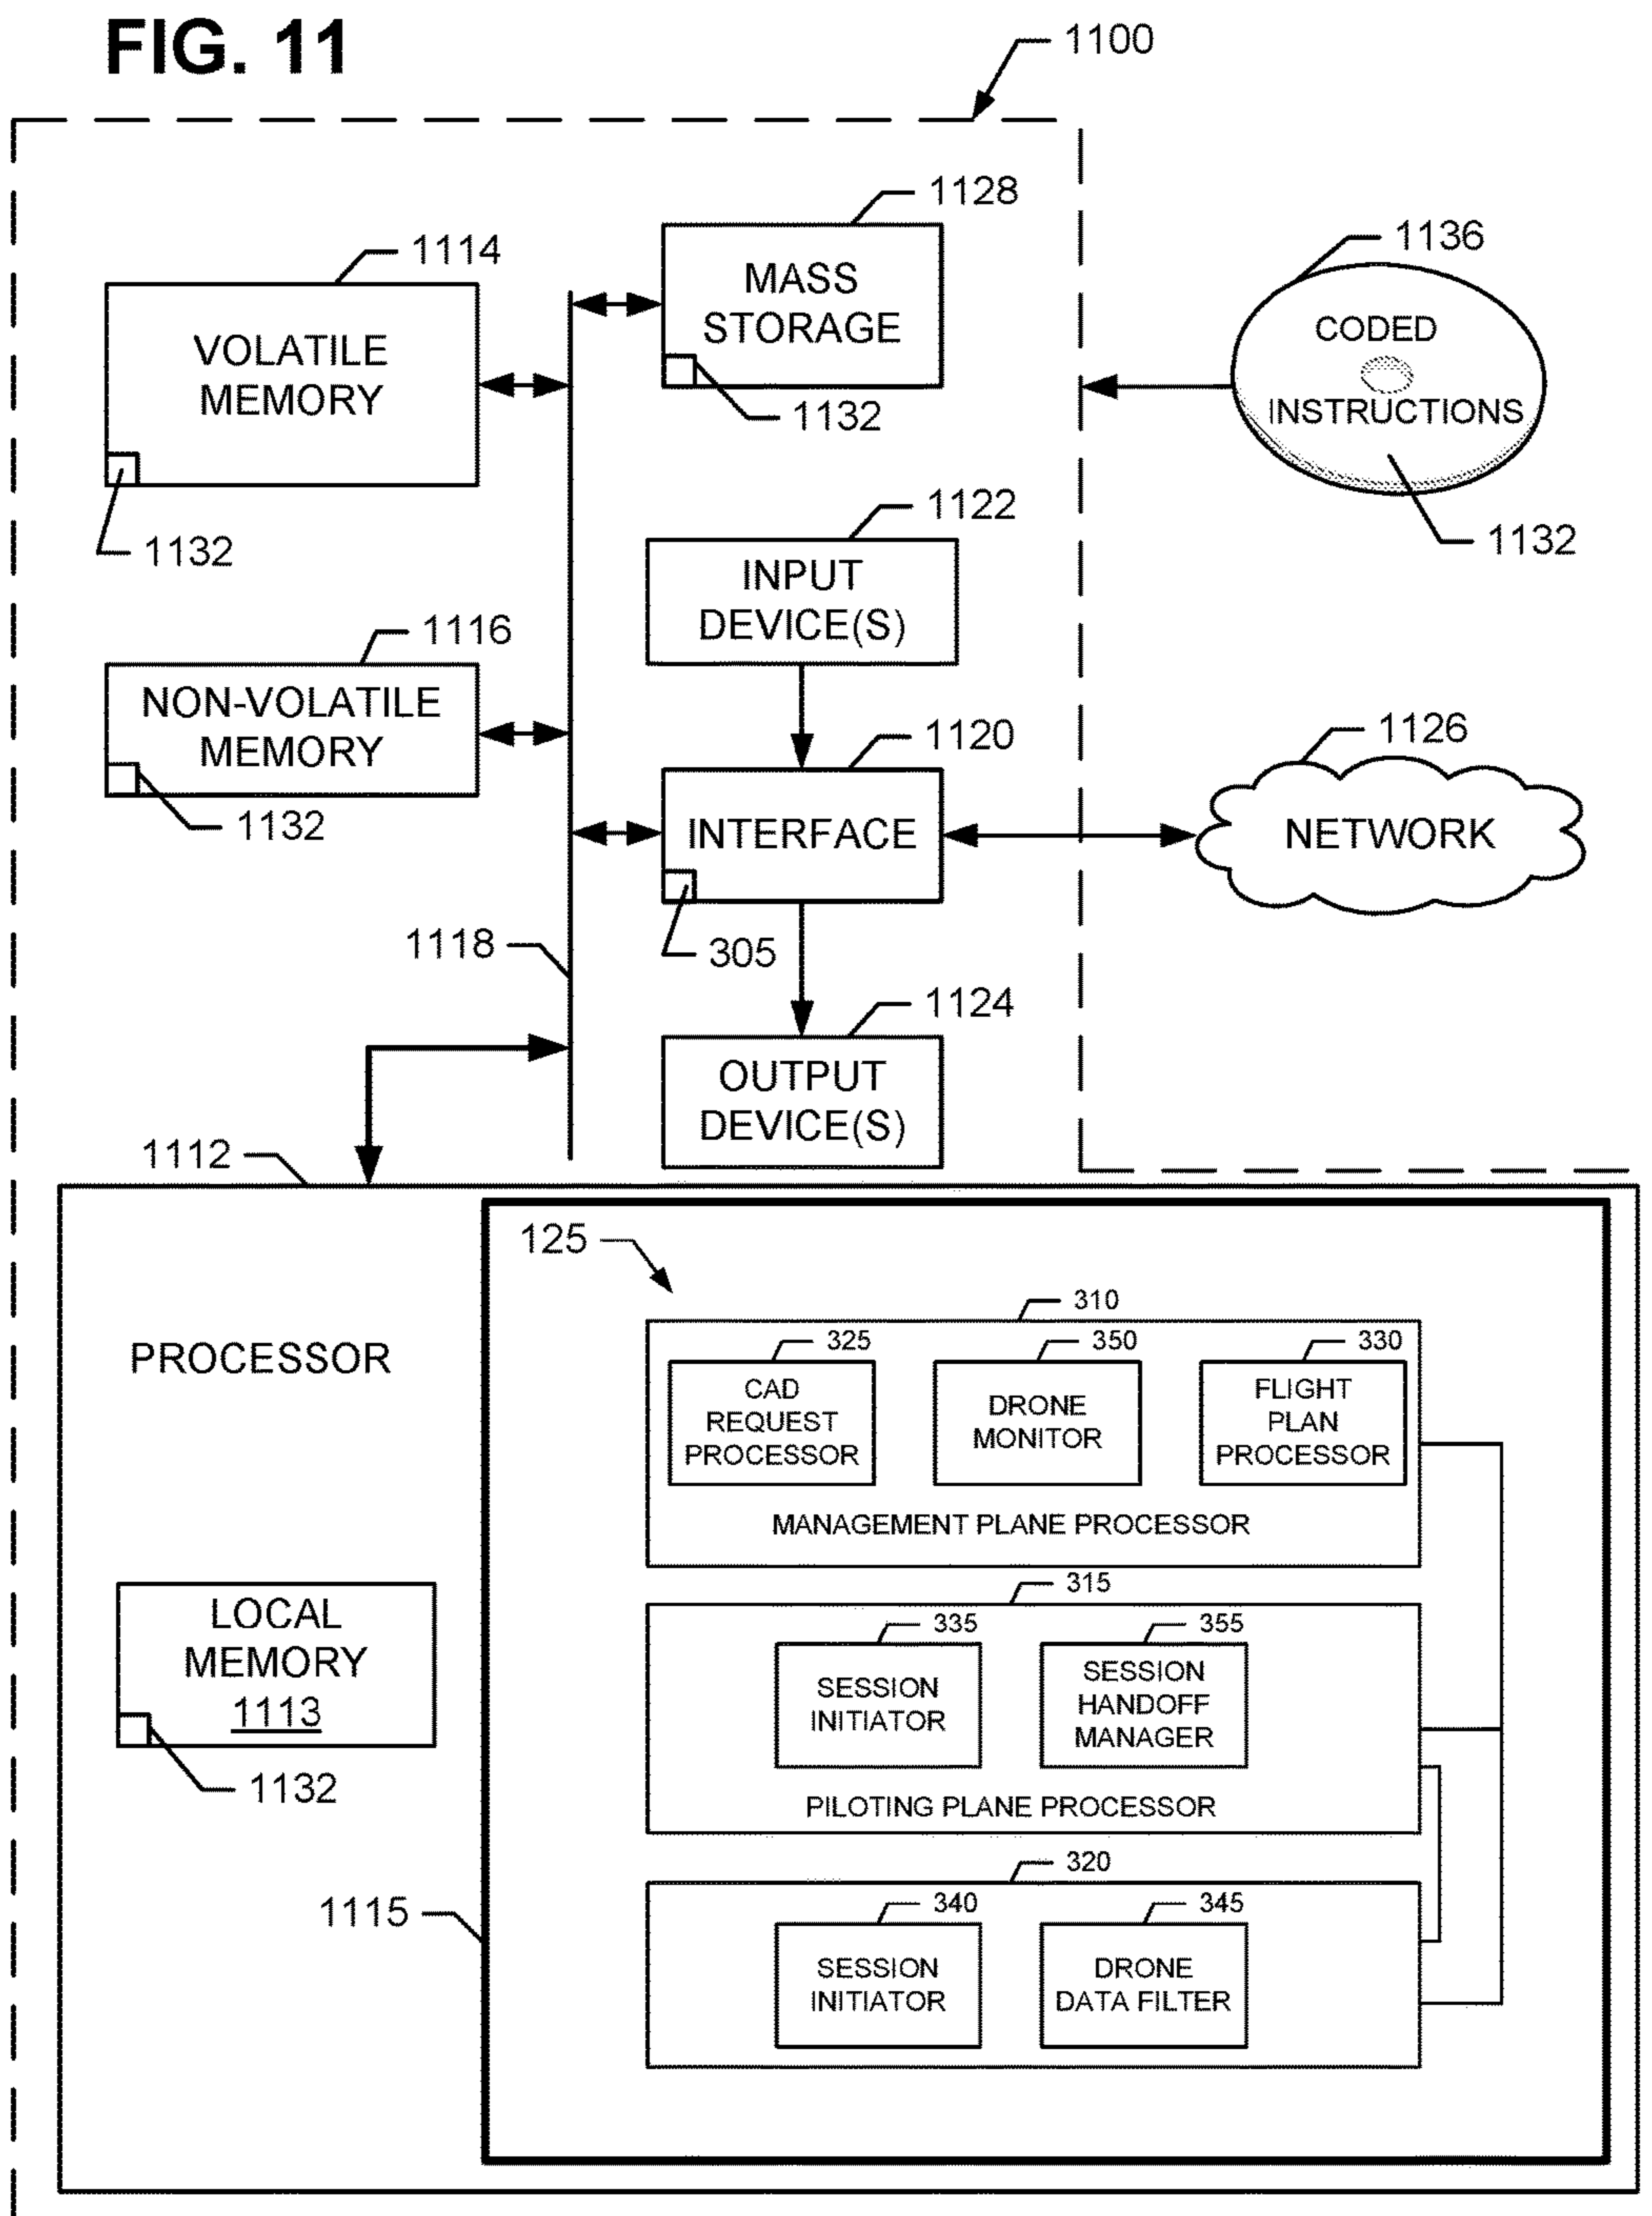 FIG. 11
1100
1128
1114
MASS
STORAGE
1136
VOLATILE
MEMORY
CODED
INSTRUCTIONS
1132
1132
1132
1122
INPUT
DEVICE(S)
1116
NON-VOLATILE
MEMORY
1132
1120
INTERFACE
1126
NETWORK
1118
305
1124
OUTPUT
DEVICE(S)
1112
125
PROCESSOR
310
325
350
330
CAD
REQUEST
PROCESSOR
DRONE
MONITOR
FLIGHT
PLAN
PROCESSOR
MANAGEMENT PLANE PROCESSOR
LOCAL
MEMORY
1113
1132
315
335
355
SESSION
INITIATOR
SESSION
HANDOFF
MANAGER
PILOTING PLANE PROCESSOR
1115
320
340
345
SESSION
INITIATOR
DRONE
DATA FILTER